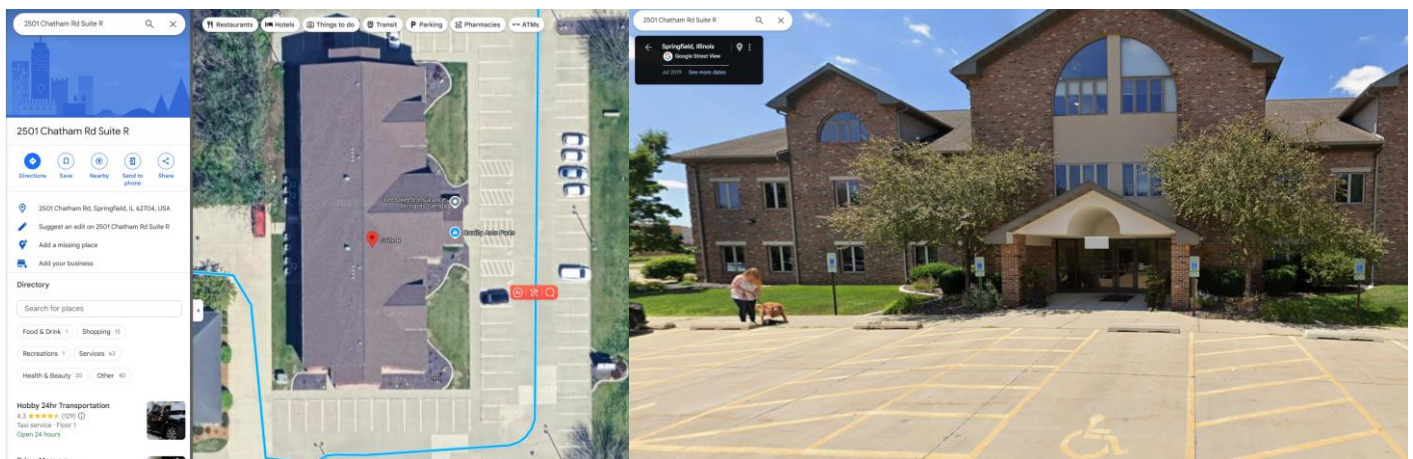 2501 Chatham Rd Suite R
2501 Chatham Rd Suite R
Directions
Save
Nearby
Send to
phone
Share
2501 Chatham Rd, Springfield, IL 62704, USA
Suggest an edit on 2501 Chatham Rd Suite R
Add a missing place
Add your business
Directory
Search for places
Food & Drink 1
Shopping 15
Recreations 1
Services 63
Health & Beauty 20
Other 40
Hobby 24hr Transportation
4.3 (129)
Taxi service · Floor 1
Open 24 hours
Restaurants
Hotels
Things to do
Transit
Parking
Pharmacies
ATMs
Quality Auto Parts
2501 Chatham Rd Suite R
Springfield, Illinois
Google Street View
Jul 2019 See more dates